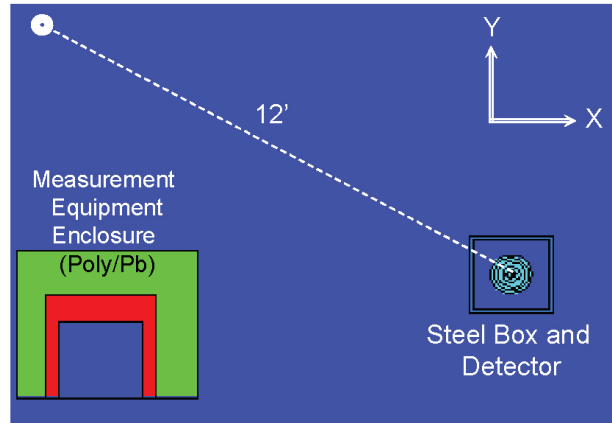 Y
X
12'
Measurement
Equipment
Enclosure
(Poly/Pb)
Steel Box and
Detector